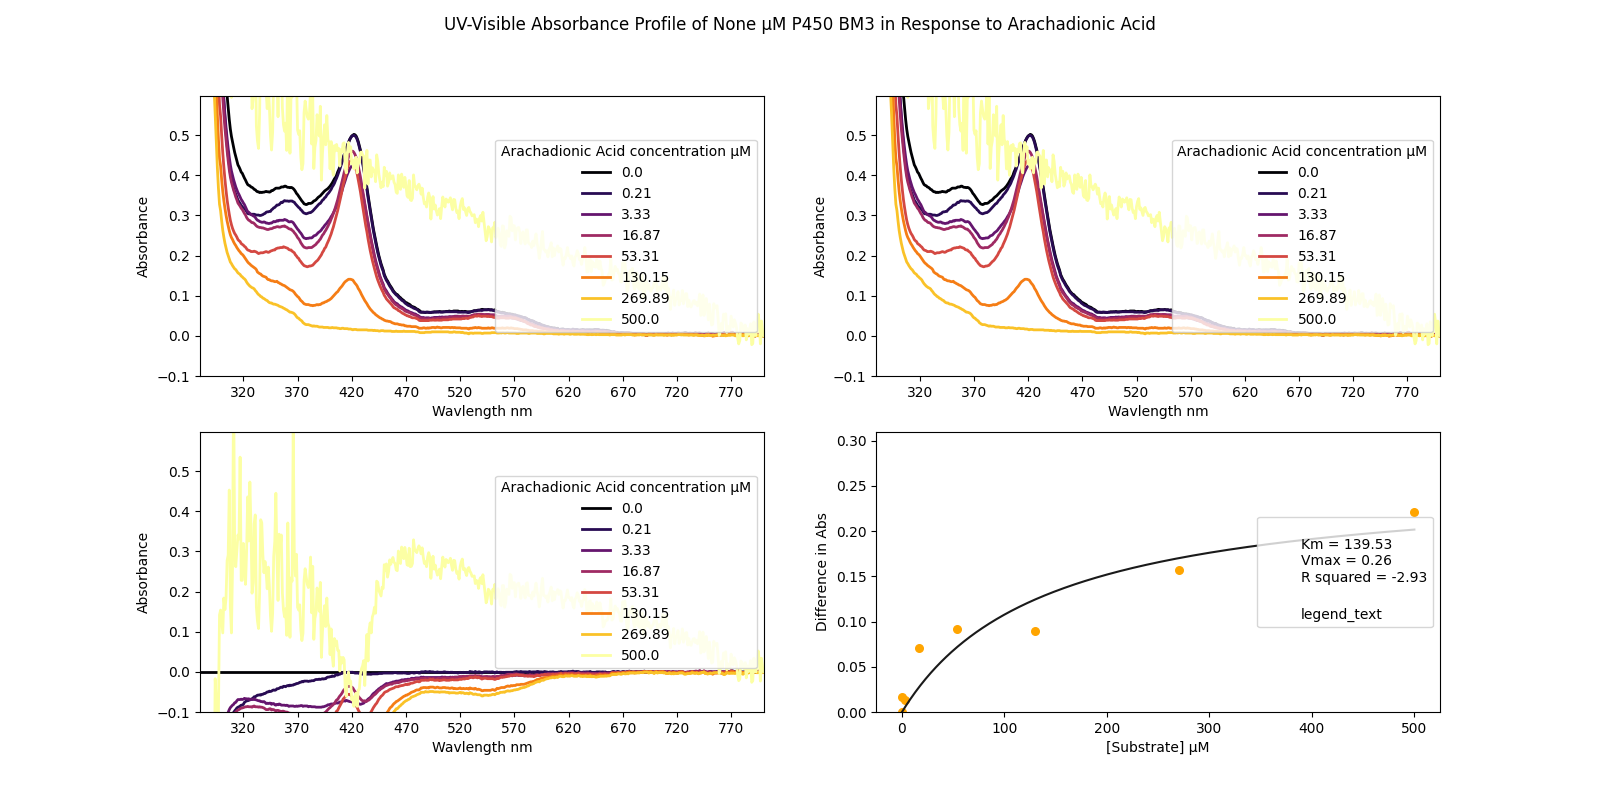 UV-Visible Absorbance Profile of None μM P450 BM3 in Response to Arachadionic Acid
Absorbance
0.5
0.4
0.3
0.2
0.1
0.0
−0.1
320 370 420 470 520 570 620 670 720 770
Wavlength nm
Arachadionic Acid concentration μM
0.0
0.21
3.33
16.87
53.31
130.15
269.89
500.0
Absorbance
0.5
0.4
0.3
0.2
0.1
0.0
−0.1
320 370 420 470 520 570 620 670 720 770
Wavlength nm
Arachadionic Acid concentration μM
0.0
0.21
3.33
16.87
53.31
130.15
269.89
500.0
Absorbance
0.5
0.4
0.3
0.2
0.1
0.0
−0.1
320 370 420 470 520 570 620 670 720 770
Wavlength nm
Arachadionic Acid concentration μM
0.0
0.21
3.33
16.87
53.31
130.15
269.89
500.0
Difference in Abs
0.30
0.25
0.20
0.15
0.10
0.05
0.00
0 100 200 300 400 500
[Substrate] μM
Km = 139.53
Vmax = 0.26
R squared = -2.93
legend_text